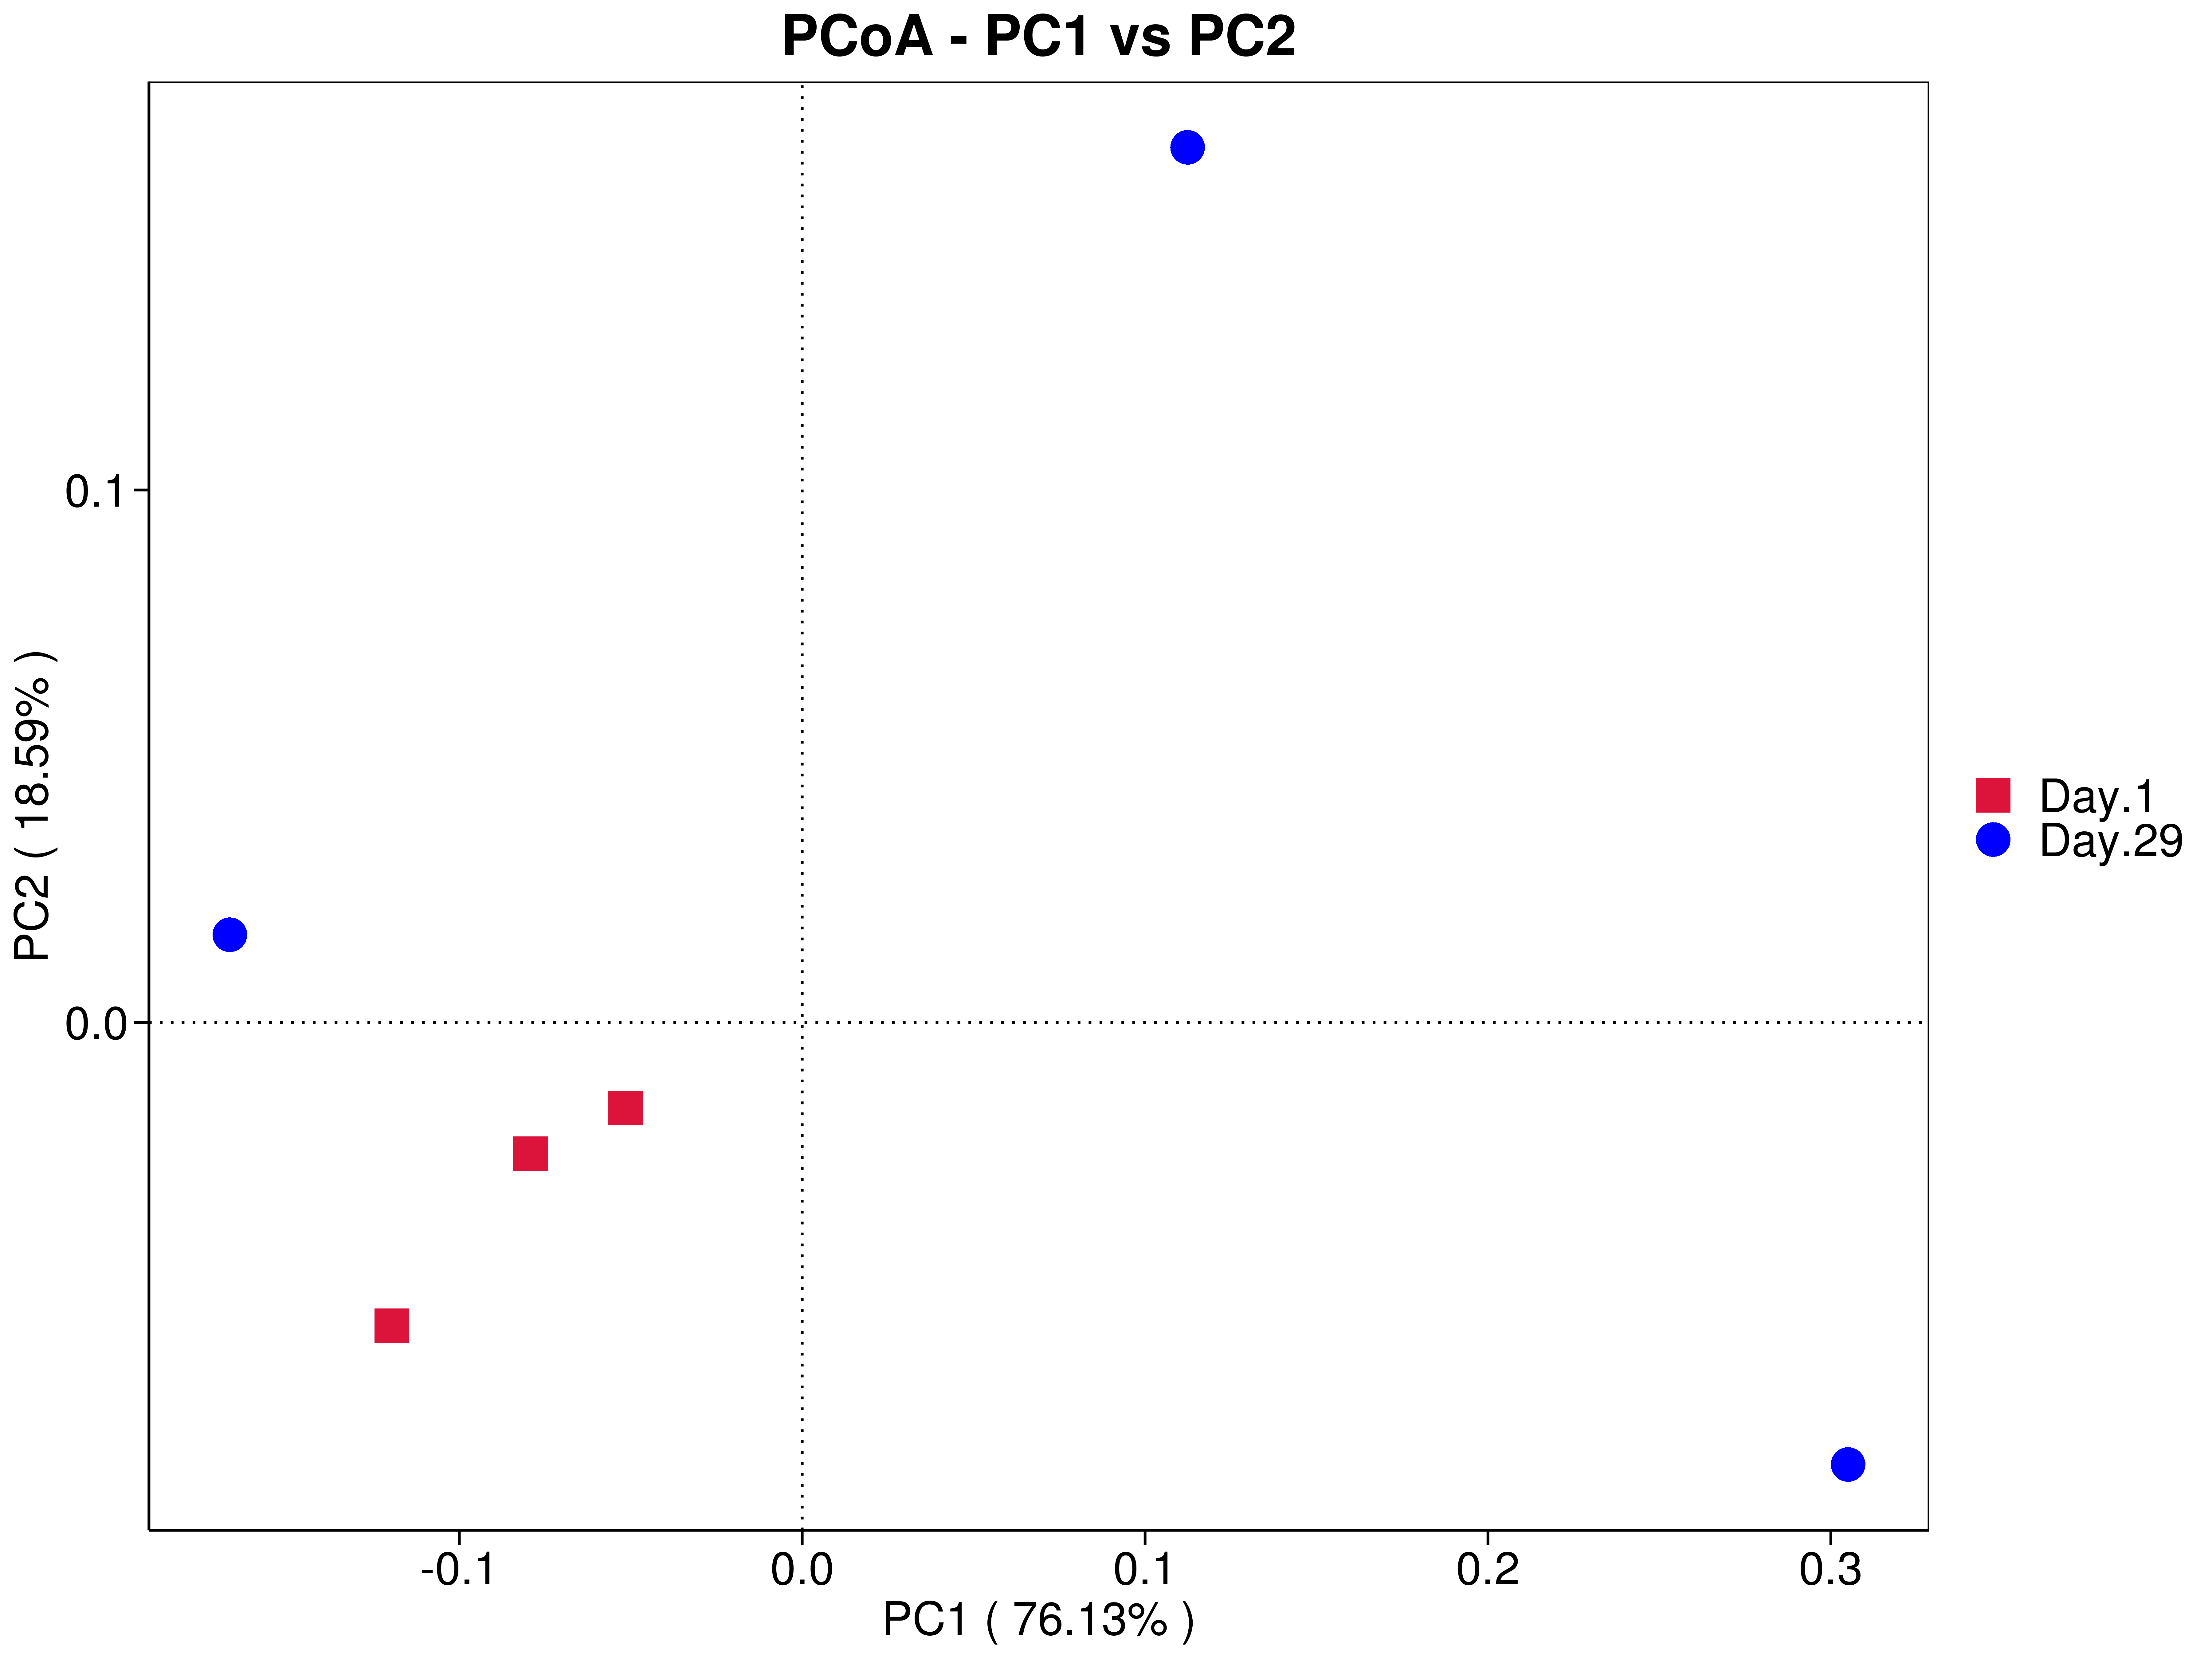 PCoA - PC1 vs PC2
PC2 ( 18.59% )
0.1
0.0
Day.1
Day.29
-0.1
0.0
0.1
0.2
0.3
PC1 ( 76.13% )